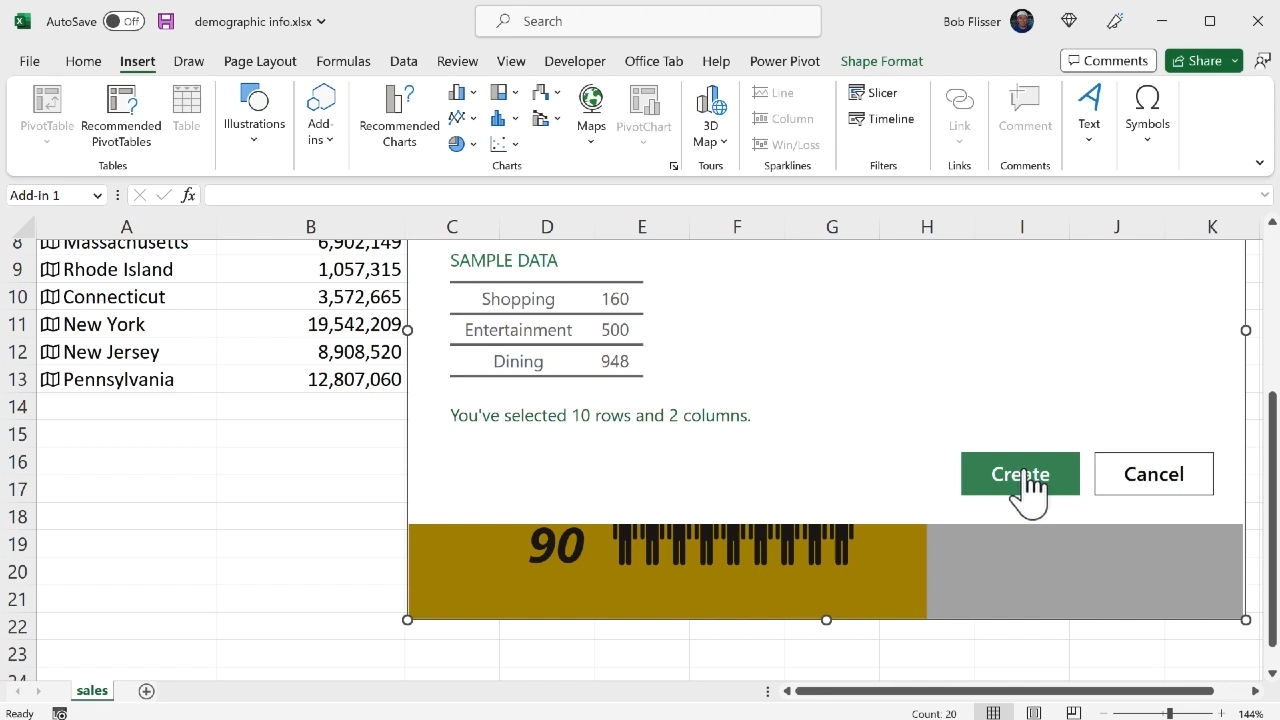 AutoSave Off demographic info.xlsx Search Bob Flisser
File Home Insert Draw Page Layout Formulas Data Review View Developer Office Tab Help Power Pivot Shape Format Comments Share
PivotTable Recommended PivotTables Table Illustrations Add-ins Recommended Charts Maps PivotChart 3D Map Line Column Win/Loss Slicer Timeline Link Comment Text Symbols
Tables Charts Tours Sparklines Filters Links Comments
Add-in 1 fx
A B C D E F G H I J K
8 Massachusetts 6,902,149
SAMPLE DATA
9 Rhode Island 1,057,315
10 Connecticut 3,572,665
Shopping 160
11 New York 19,542,209
Entertainment 500
12 New Jersey 8,908,520
Dining 948
13 Pennsylvania 12,807,060
14
You've selected 10 rows and 2 columns.
15
16
Create Cancel
17
18
19
90
20
21
22
23
sales
Ready Count: 20 144%